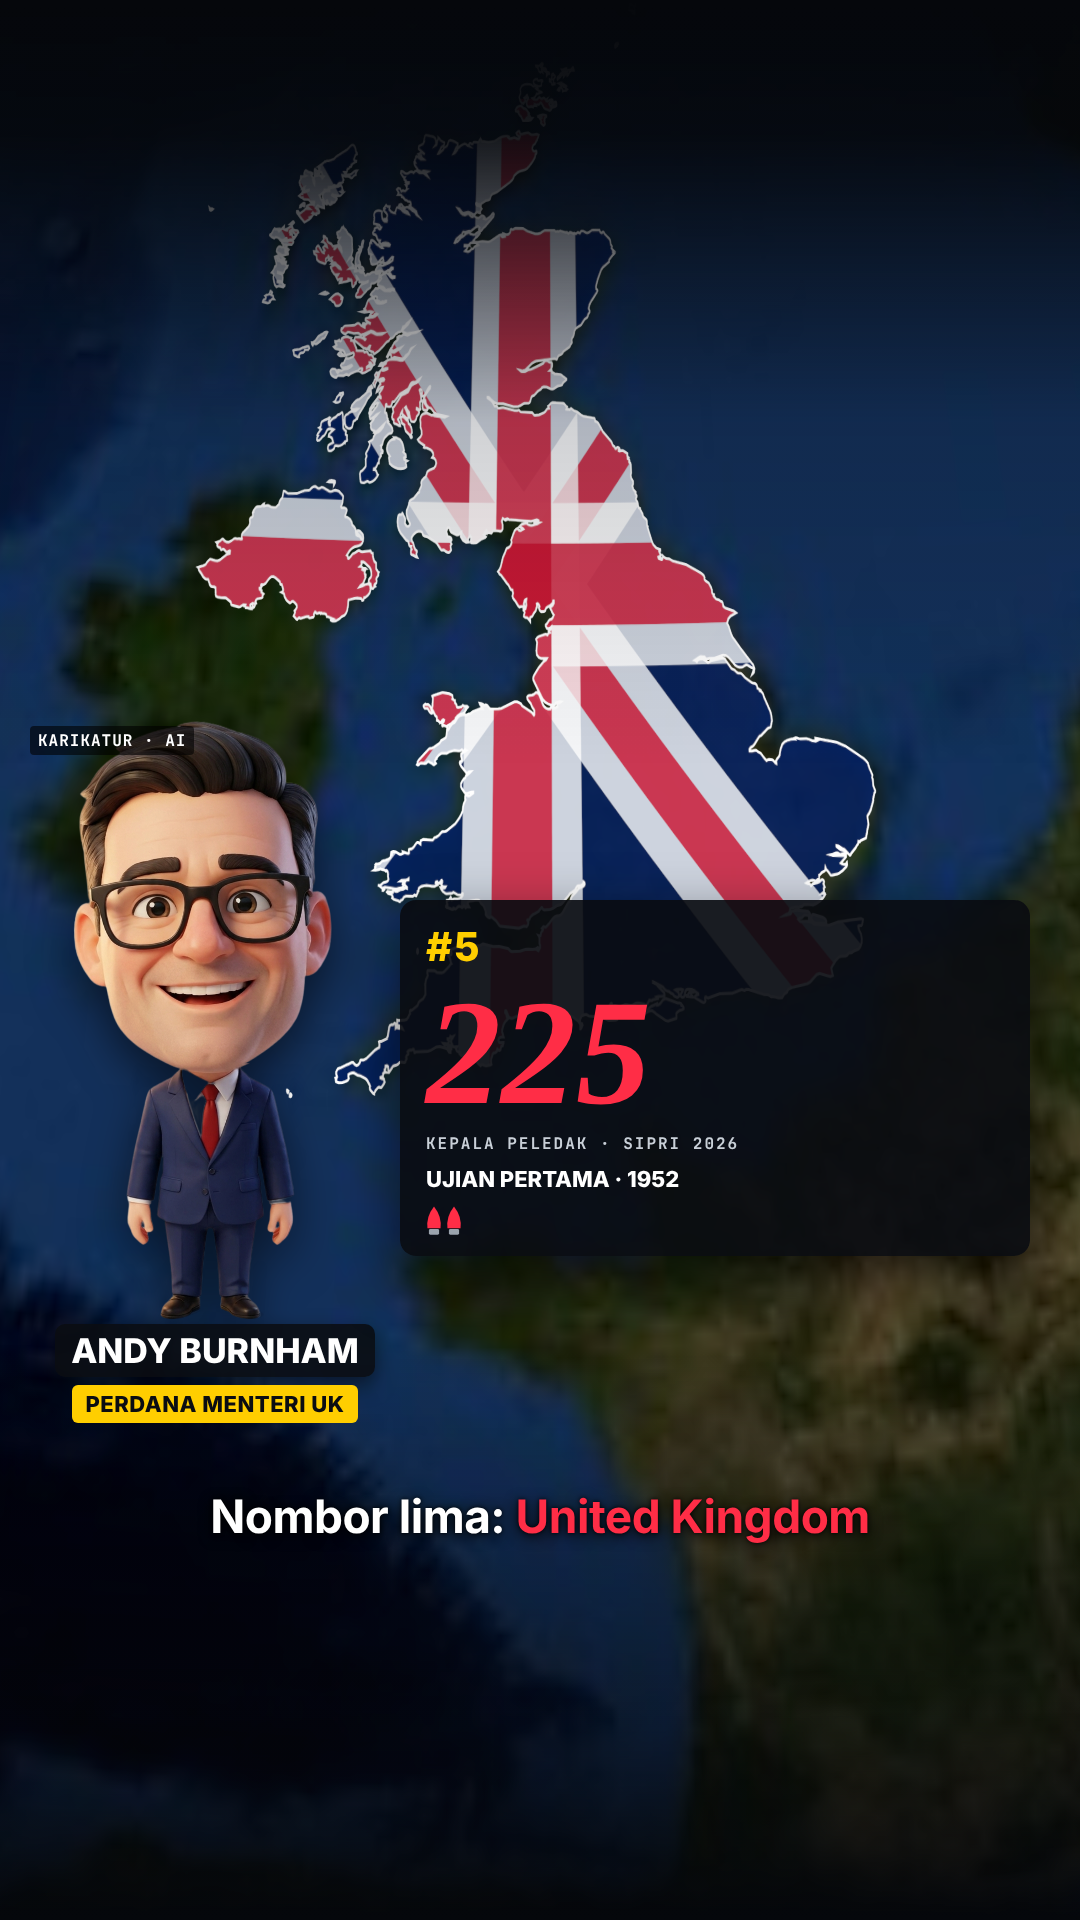 KARIKATUR · AI
#5
225
KEPALA PELEDAK · SIPRI 2026
UJIAN PERTAMA · 1952
ANDY BURNHAM
PERDANA MENTERI UK
Nombor lima: United Kingdom